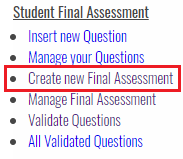 Student Final Assessment
Insert new Question
Manage your Questions
Create new Final Assessment
Manage Final Assessment
Validate Questions
All Validated Questions